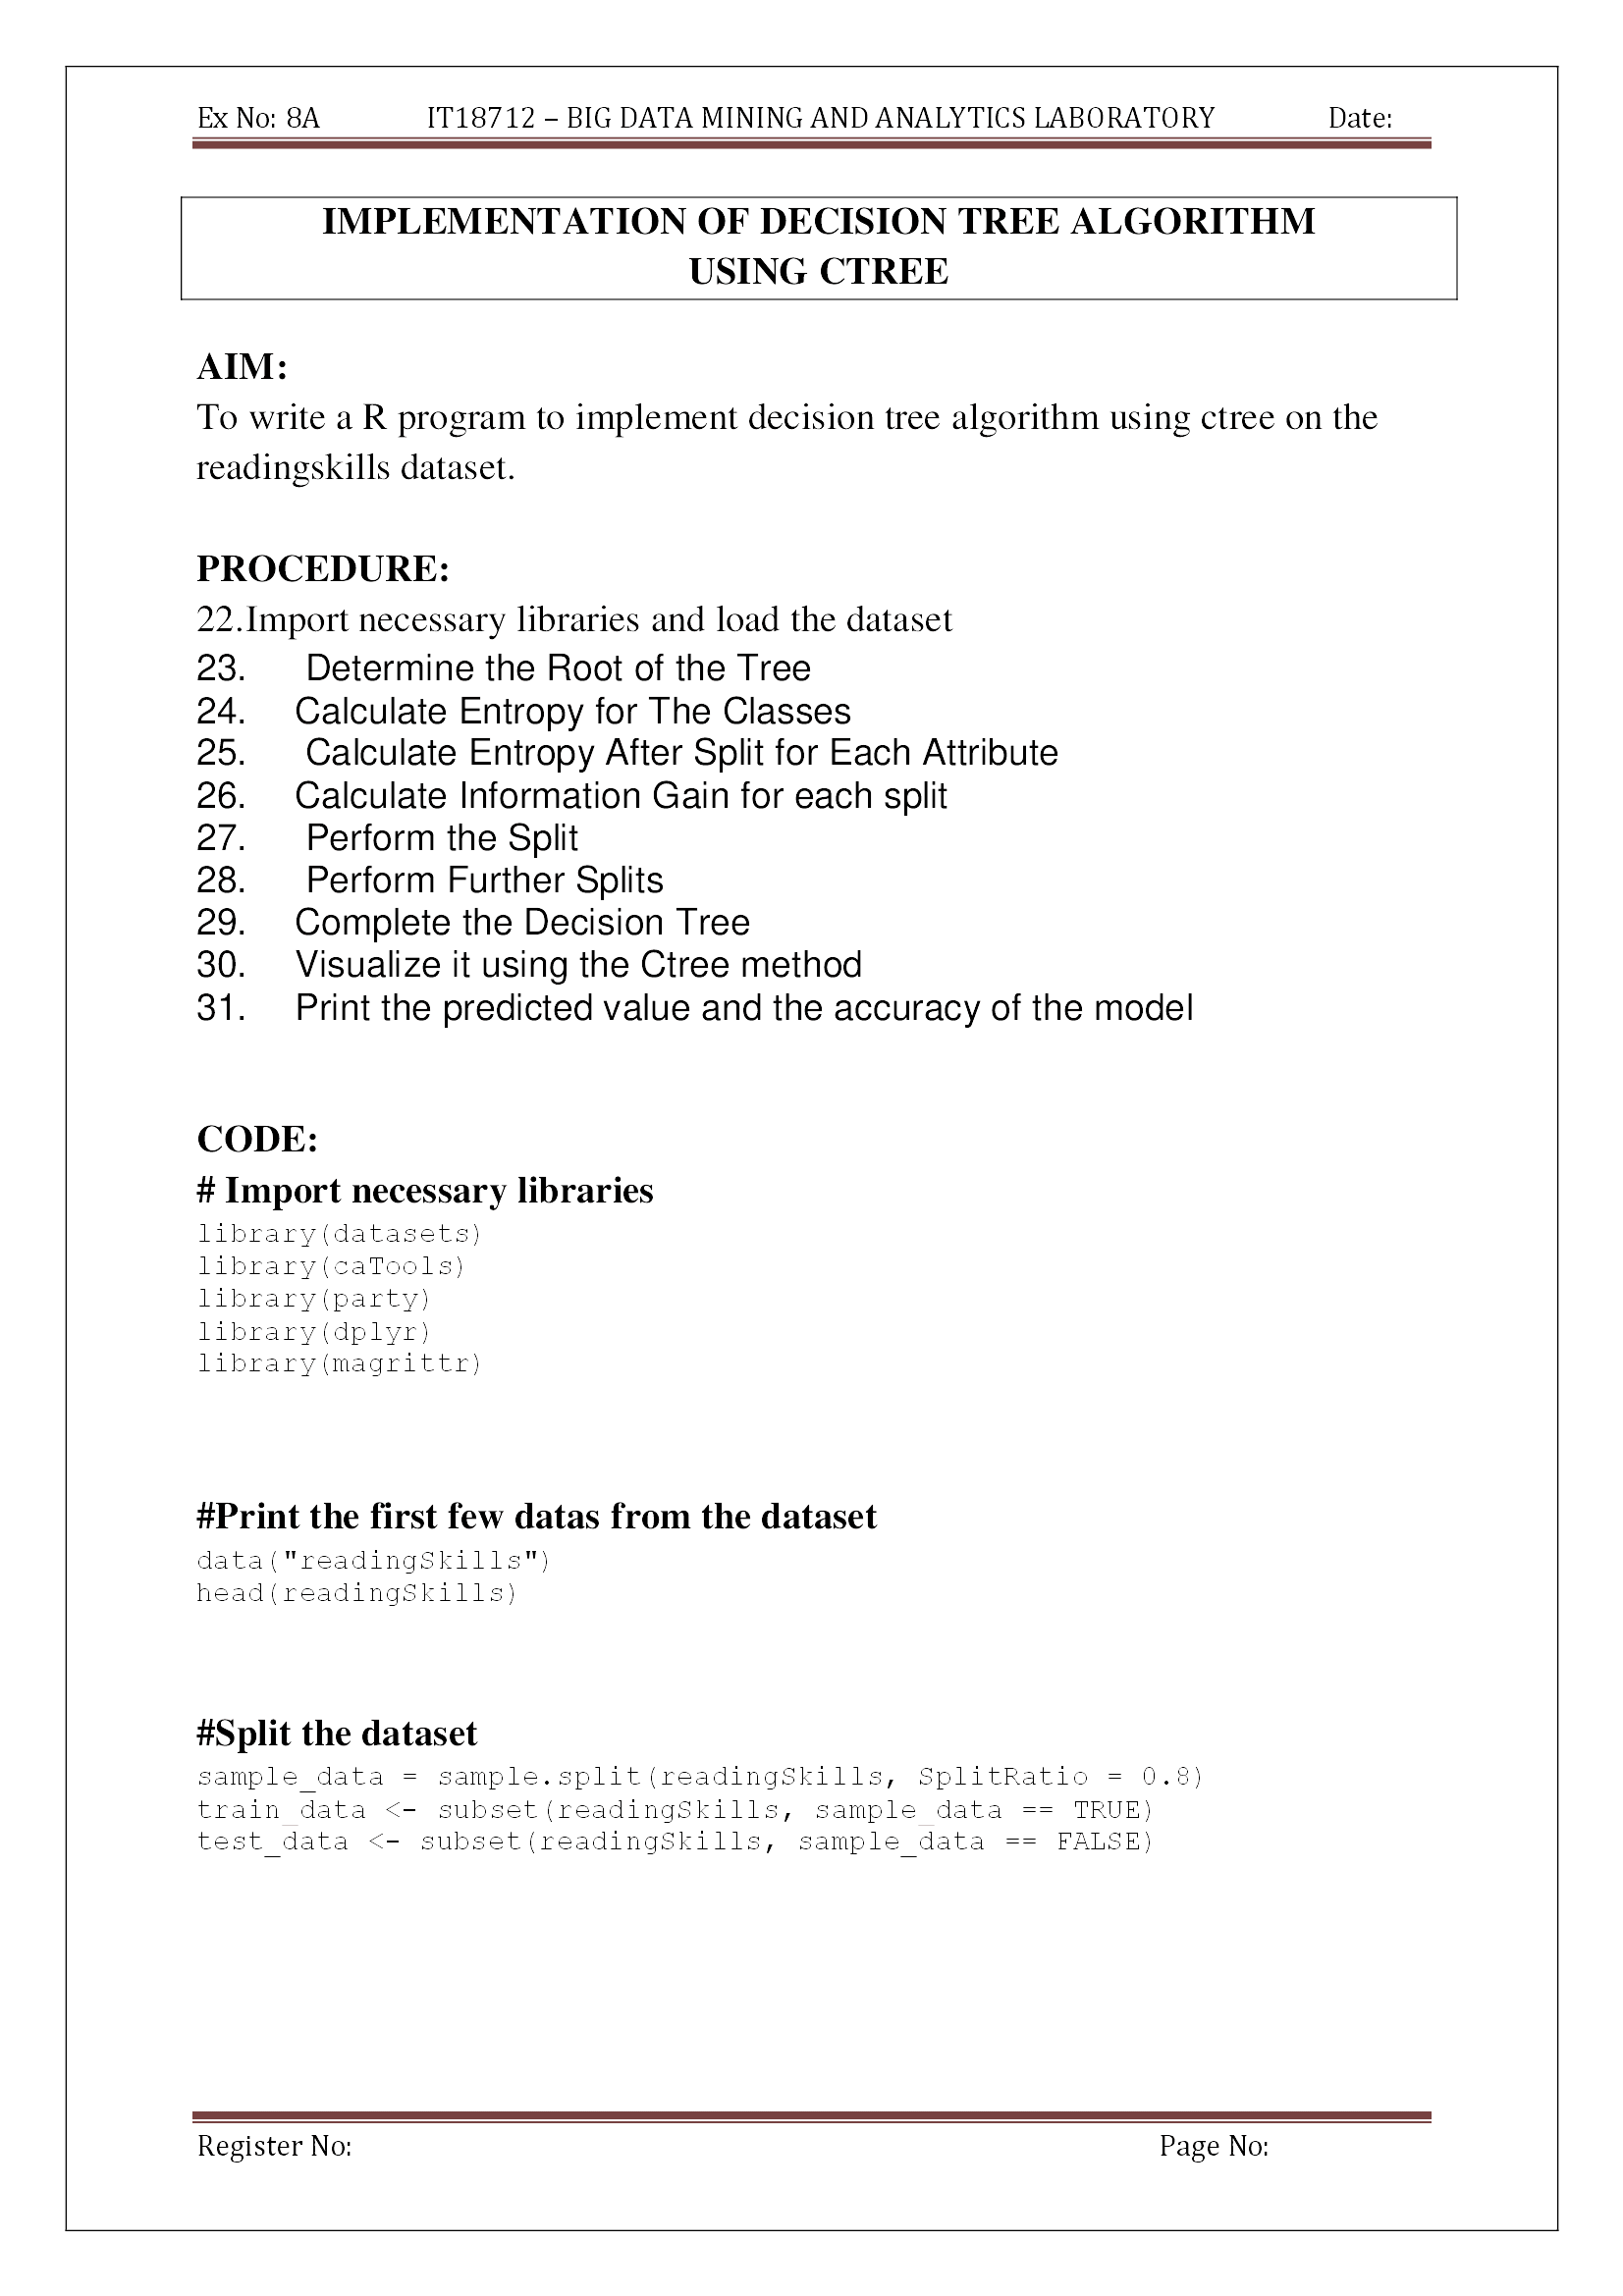 Ex No: 8A IT18712 – BIG DATA MINING AND ANALYTICS LABORATORY Date:
IMPLEMENTATION OF DECISION TREE ALGORITHM
USING CTREE
AIM:
To write a R program to implement decision tree algorithm using ctree on the
readingskills dataset.
PROCEDURE:
22.Import necessary libraries and load the dataset
23. Determine the Root of the Tree
24. Calculate Entropy for The Classes
25. Calculate Entropy After Split for Each Attribute
26. Calculate Information Gain for each split
27. Perform the Split
28. Perform Further Splits
29. Complete the Decision Tree
30. Visualize it using the Ctree method
31. Print the predicted value and the accuracy of the model
CODE:
# Import necessary libraries
library(datasets)
library(caTools)
library(party)
library(dplyr)
library(magrittr)
#Print the first few datas from the dataset
data("readingSkills")
head(readingSkills)
#Split the dataset
sample_data = sample.split(readingSkills, SplitRatio = 0.8)
train_data <- subset(readingSkills, sample_data == TRUE)
test_data <- subset(readingSkills, sample_data == FALSE)
Register No: Page No: